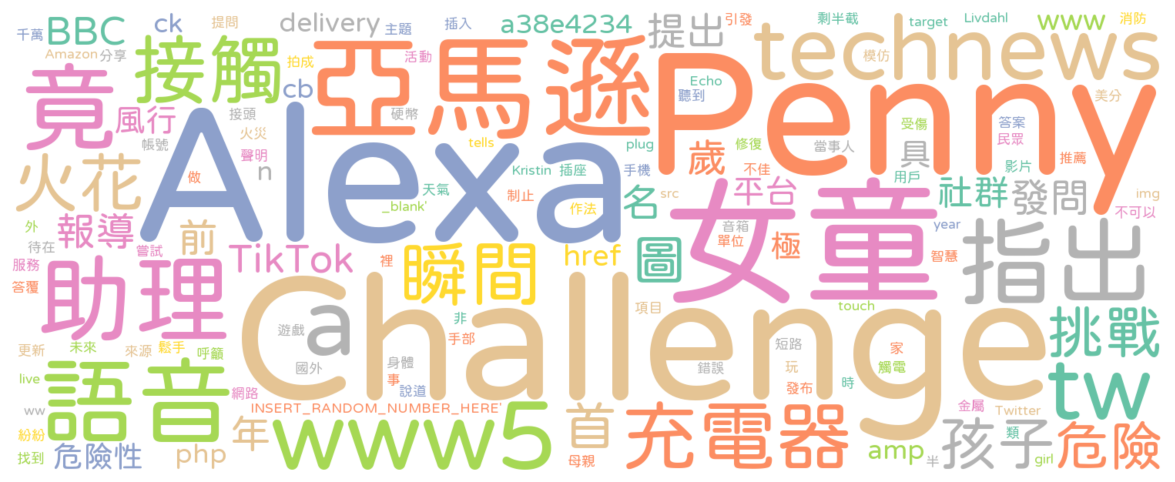 千萬 BBC ck 提問 delivery 主題 插入 a38e4234 提出 引發 剩半截 target Livdahl www 消防
Amazon 分享 接觸 拍成 活動 technews 模仿
竟 亞馬遜 Penny Echo 聽到 美分
風行 接頭 cb 硬幣 受傷 答案 民眾
帳號 聲明 火災 tells plug 修復 當事人 推薦
火花 n Alexa Kristin 插座 手機 歲 不佳 具 影片
做 天氣 制止 src 用戶 img
外 _blank' 作法 名 平台 社群 發問 不可以
報導 前 女童 音箱 year
待在 嘗試 單位 極 指出
服務 TikTok 裡 瞬間 href 圖 智慧
答覆 助理 Challenge
a 非 項目 touch
更新 未來 來源 鬆手 呼籲 遊戲 手部 短路 家 挑戰
live 國外 身體 錯誤 玩 觸電
語音 網路 事 說道 發布 時 tw
ww INSERT_RANDOM_NUMBER_HERE' 金屬 Twitter
紛紛 年 www5 首 充電器 孩子 類 危險
找到 危險性 php 母親 amp 半 girl